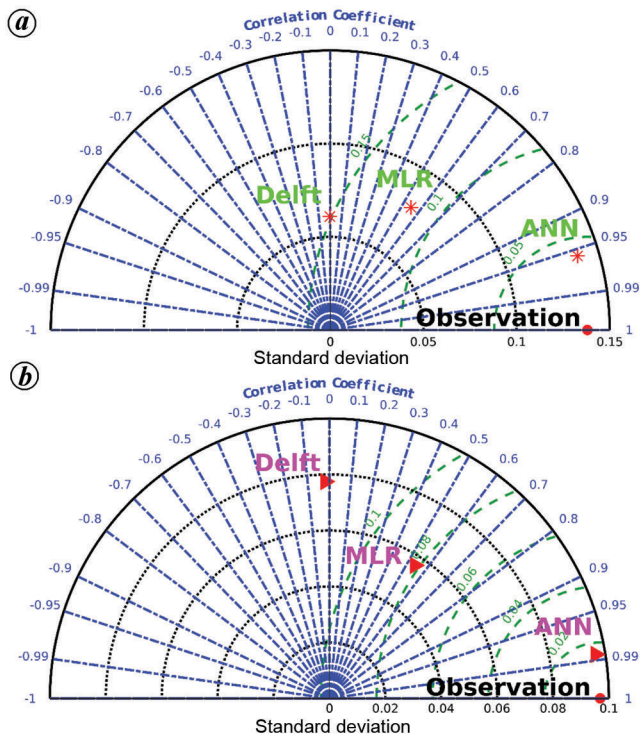 a
Correlation Coefficient
-0.3 -0.2 -0.1 0 0.1 0.2 0.3
-0.4 0.4
-0.5 0.5
-0.6 0.6
-0.7
-0.8 0.8
-0.9 0.9
-0.95 0.95
-0.99 0.99
-1 1
0.15
0.1
0.05
Delft
MLR
ANN
Observation
0.05 0.1 0.15
Standard deviation
b
Correlation Coefficient
-0.3 -0.2 -0.1 0 0.1 0.2 0.3
-0.4 0.4
-0.5 0.5
-0.6 0.6
-0.7 0.7
-0.8 0.8
-0.9 0.9
-0.95 0.95
-0.99 0.99
-1 1
0.1
0.08
0.06
0.04
0.02
Delft
MLR
ANN
Observation
0 0.02 0.04 0.06 0.08 0.1
Standard deviation